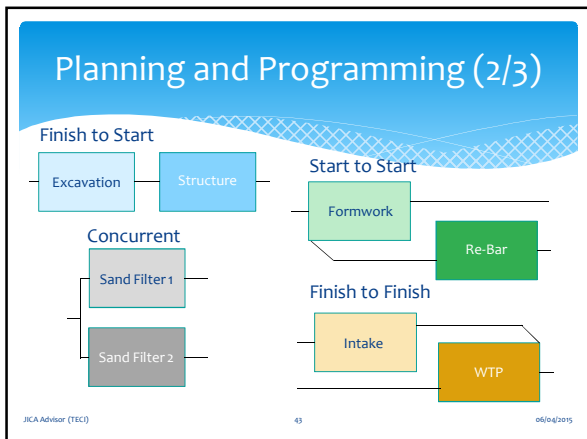 Planning and Programming (2/3)
Finish to Start
Excavation
Structure
Concurrent
Sand Filter 1
Sand Filter 2
Start to Start
Formwork
Re-Bar
Finish to Finish
Intake
WTP
JICA Advisor (TECI)
43
06/04/2015